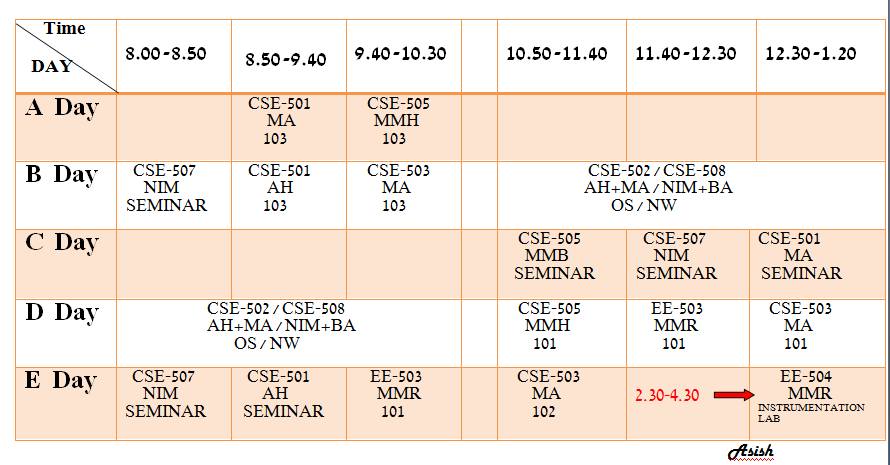 Time
DAY
8.00-8.50 8.50-9.40 9.40-10.30 10.50-11.40 11.40-12.30 12.30-1.20
A Day
CSE-501 CSE-505
MA MMH
103 103
B Day
CSE-507 CSE-501 CSE-503 CSE-502 / CSE-508
NIM AH MA AH+MA / NIM+BA
SEMINAR 103 103 OS / NW
C Day
CSE-505 CSE-507 CSE-501
MMB NIM MA
SEMINAR SEMINAR SEMINAR
D Day
CSE-502 / CSE-508 CSE-505 EE-503 CSE-503
AH+MA / NIM+BA MMH MMR MA
OS / NW 101 101 101
E Day
CSE-507 CSE-501 EE-503 CSE-503 2.30-4.30 EE-504
NIM AH MMR MA MMR
SEMINAR SEMINAR 101 102 INSTRUMENTATION
LAB
Asish